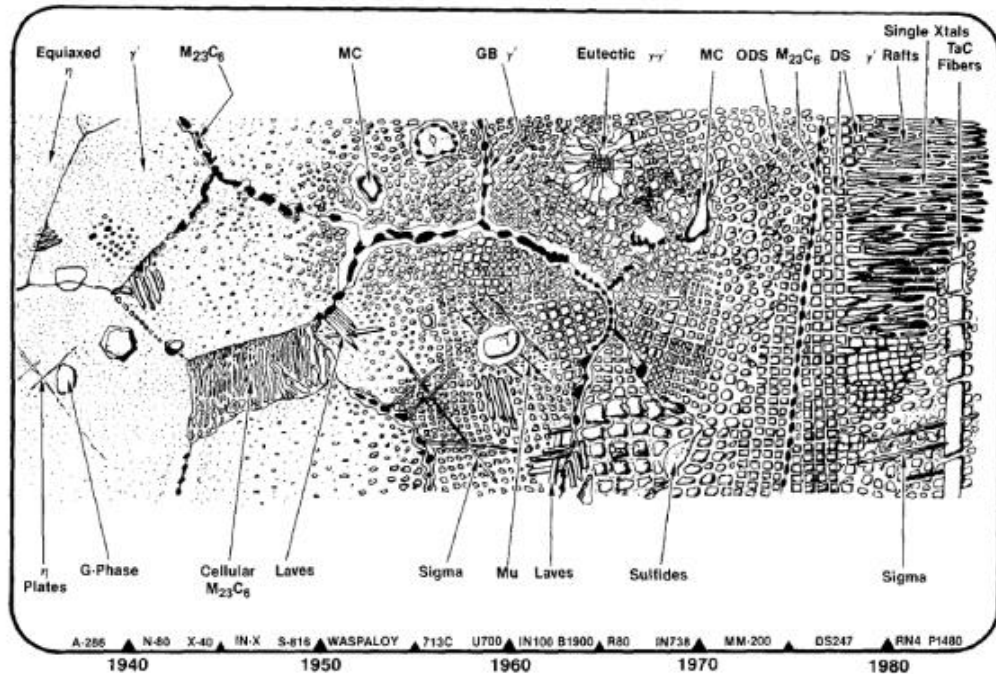 Single Xtals
Equiaxed γ′ M₂₃C₆ MC GB γ′ Eutectic γ-γ′ MC ODS M₂₃C₆ DS γ′ Rafts TaC
η Fibers
η G-Phase Cellular Laves Sigma Mu Laves Sulfides Sigma
Plates M₂₃C₆
A-286 N-80 X-40 IN-X S-816 WASPALOY 713C U700 IN100 B1900 R80 IN738 MM-200 DS247 RN4 P1480
1940 1950 1960 1970 1980